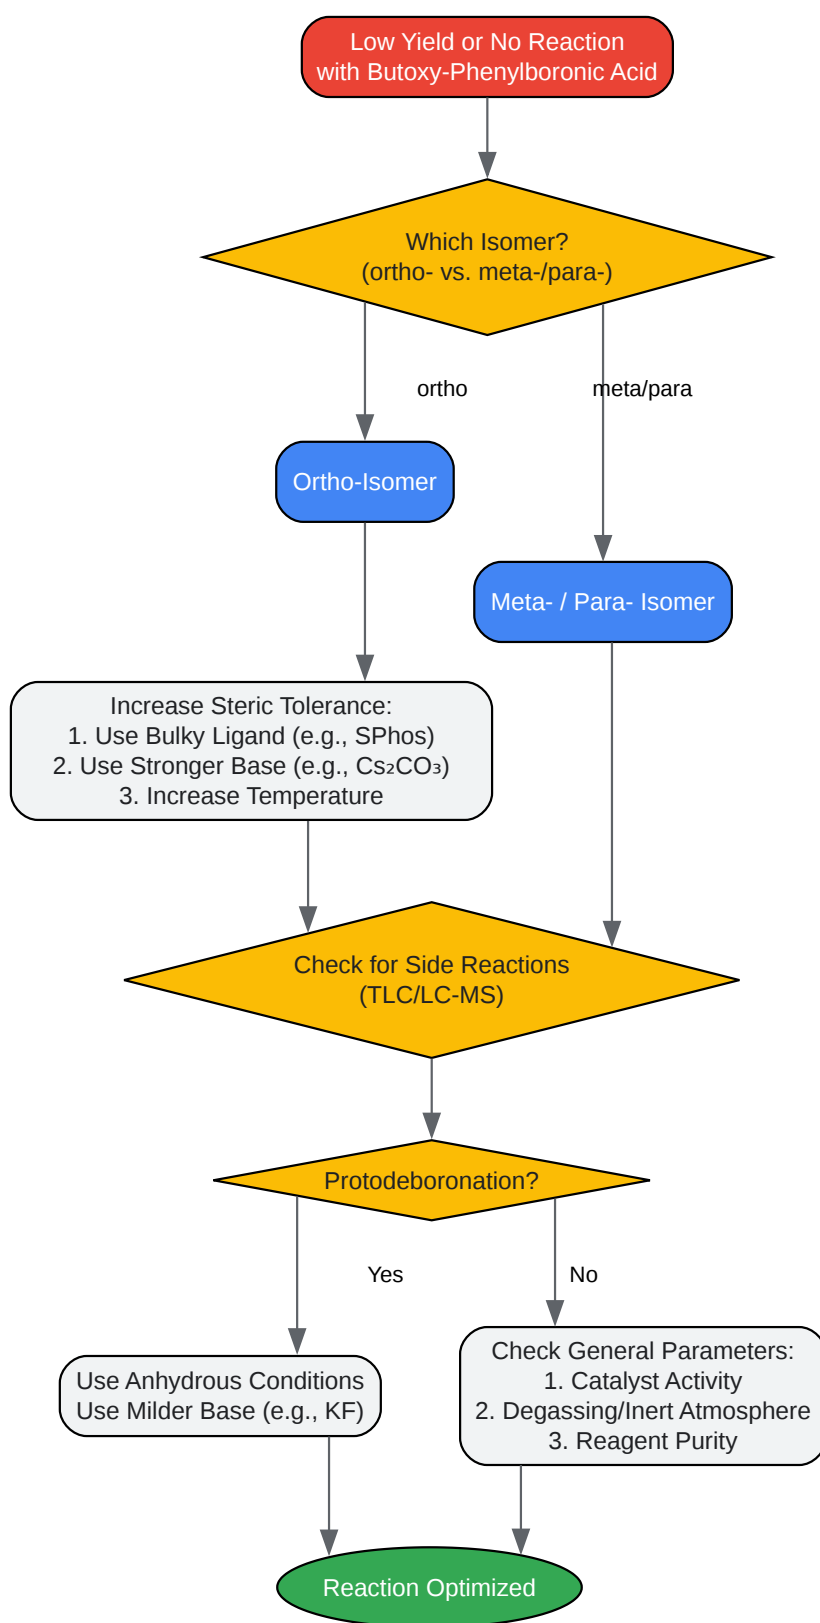 Low Yield or No Reaction
with Butoxy-Phenylboronic Acid
Which Isomer?
(ortho- vs. meta-/para-)
ortho
meta/para
Ortho-Isomer
Meta- / Para- Isomer
Increase Steric Tolerance:
1. Use Bulky Ligand (e.g., SPhos)
2. Use Stronger Base (e.g., Cs₂CO₃)
3. Increase Temperature
Check for Side Reactions
(TLC/LC-MS)
Protodeboronation?
Yes
No
Use Anhydrous Conditions
Use Milder Base (e.g., KF)
Check General Parameters:
1. Catalyst Activity
2. Degassing/Inert Atmosphere
3. Reagent Purity
Reaction Optimized